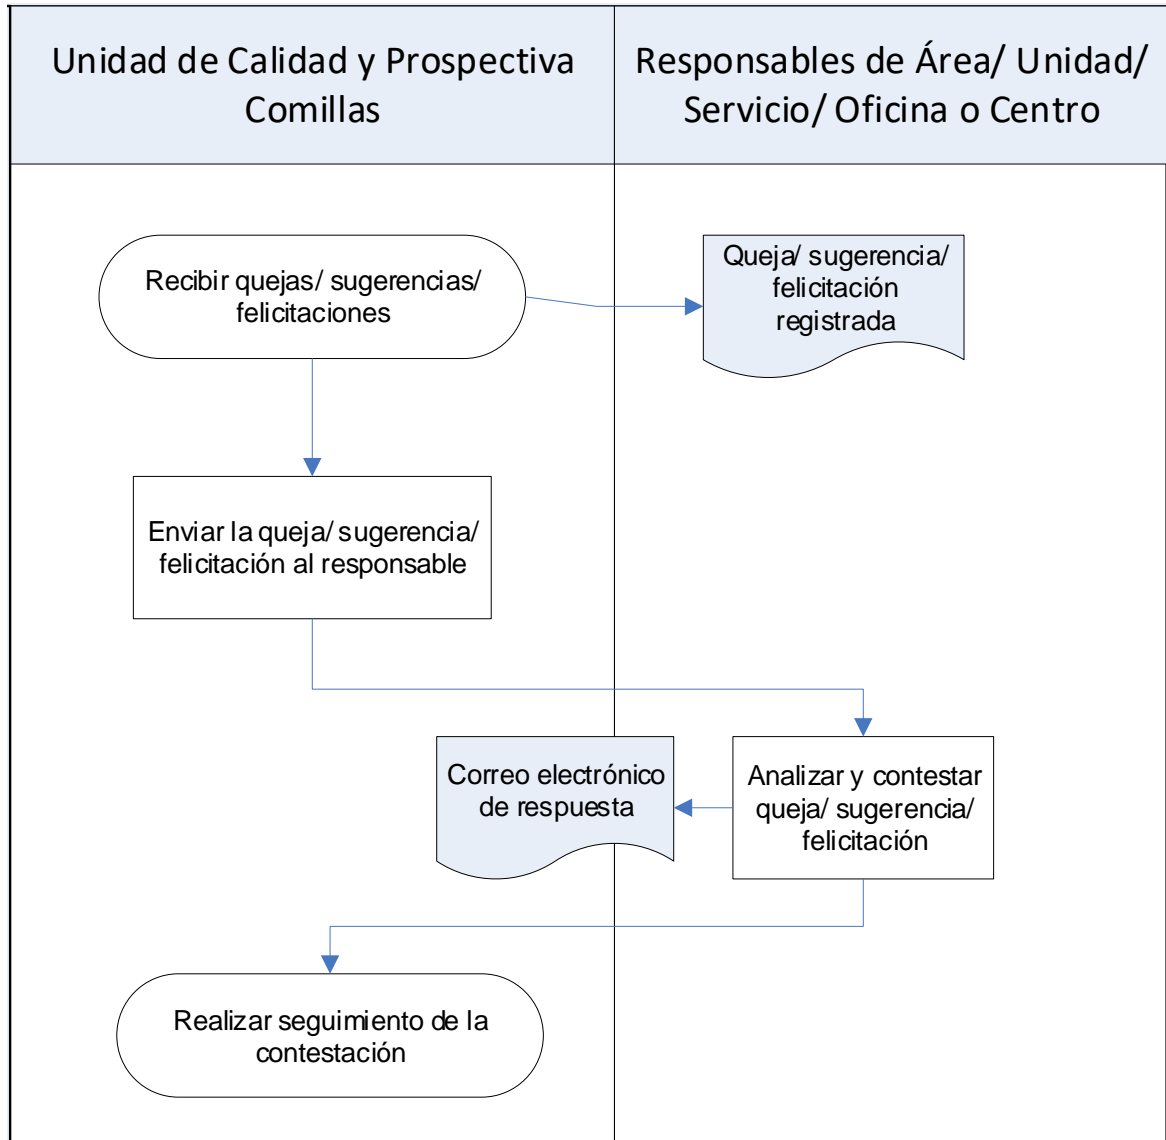 Unidad de Calidad y Prospectiva
Comillas
Responsables de Área/ Unidad/
Servicio/ Oficina o Centro
Recibir quejas/ sugerencias/
felicitaciones
Queja/ sugerencia/
felicitación
registrada
Enviar la queja/ sugerencia/
felicitación al responsable
Correo electrónico
de respuesta
Analizar y contestar
queja/ sugerencia/
felicitación
Realizar seguimiento de la
contestación